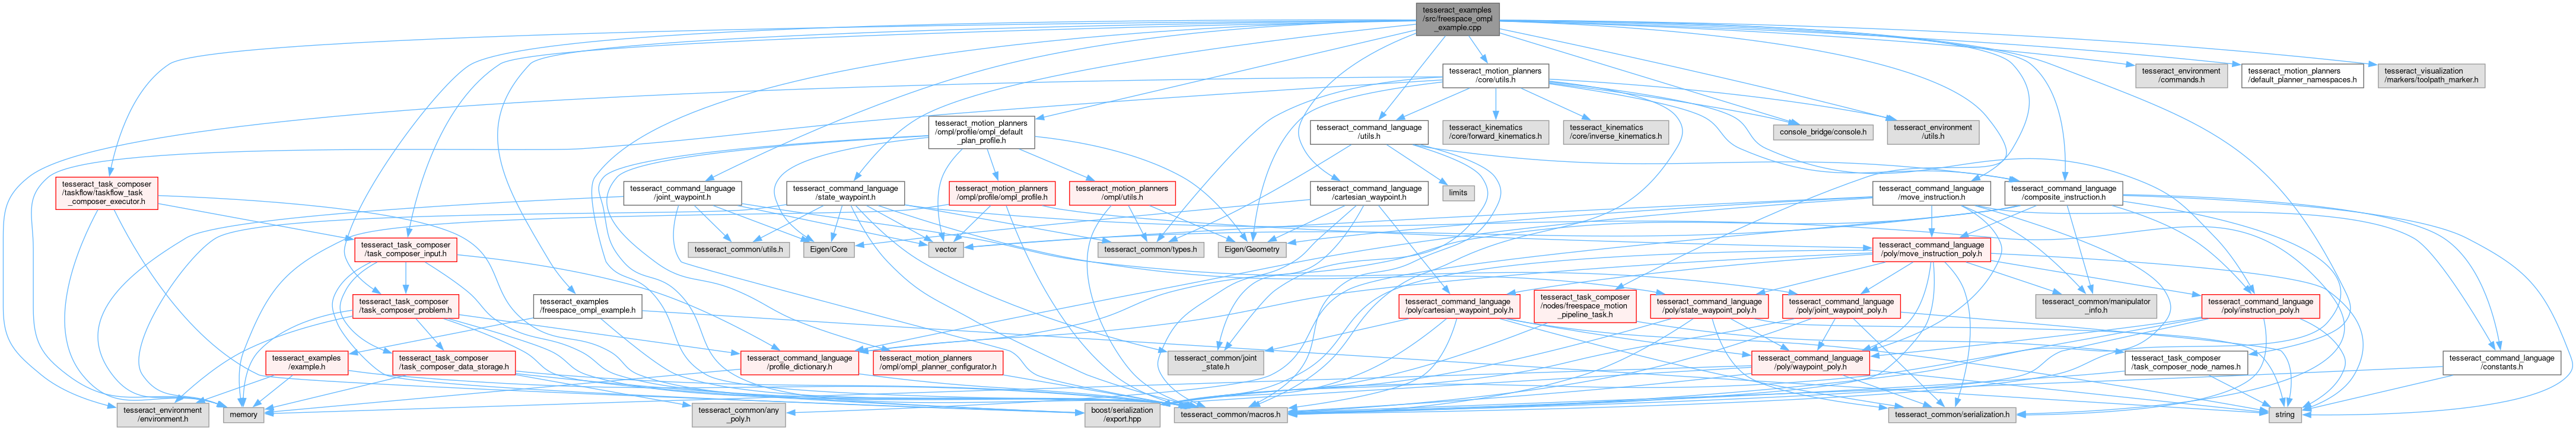 tesseract_examples
/src/freespace_ompl
_example.cpp
tesseract_motion_planners
/core/utils.h
tesseract_environment
/commands.h
tesseract_motion_planners
/default_planner_namespaces.h
tesseract_visualization
/markers/toolpath_marker.h
tesseract_motion_planners
/ompl/profile/ompl_default
_plan_profile.h
tesseract_command_language
/utils.h
tesseract_kinematics
/core/forward_kinematics.h
tesseract_kinematics
/core/inverse_kinematics.h
console_bridge/console.h
tesseract_environment
/utils.h
tesseract_task_composer
/taskflow/taskflow_task
_composer_executor.h
tesseract_command_language
/joint_waypoint.h
tesseract_command_language
/state_waypoint.h
tesseract_motion_planners
/ompl/profile/ompl_profile.h
tesseract_motion_planners
/ompl/utils.h
tesseract_command_language
/cartesian_waypoint.h
limits
tesseract_command_language
/move_instruction.h
tesseract_command_language
/composite_instruction.h
tesseract_task_composer
/task_composer_input.h
tesseract_common/utils.h
Eigen/Core
vector
tesseract_common/types.h
Eigen/Geometry
tesseract_command_language
/poly/move_instruction_poly.h
tesseract_task_composer
/task_composer_problem.h
tesseract_examples
/freespace_ompl_example.h
tesseract_command_language
/poly/cartesian_waypoint_poly.h
tesseract_task_composer
/nodes/freespace_motion
_pipeline_task.h
tesseract_command_language
/poly/state_waypoint_poly.h
tesseract_command_language
/poly/joint_waypoint_poly.h
tesseract_common/manipulator
_info.h
tesseract_command_language
/poly/instruction_poly.h
tesseract_examples
/example.h
tesseract_task_composer
/task_composer_data_storage.h
tesseract_command_language
/profile_dictionary.h
tesseract_motion_planners
/ompl/ompl_planner_configurator.h
tesseract_common/joint
_state.h
tesseract_command_language
/poly/waypoint_poly.h
tesseract_task_composer
/task_composer_node_names.h
tesseract_command_language
/constants.h
tesseract_environment
/environment.h
memory
tesseract_common/any
_poly.h
boost/serialization
/export.hpp
tesseract_common/macros.h
tesseract_common/serialization.h
string